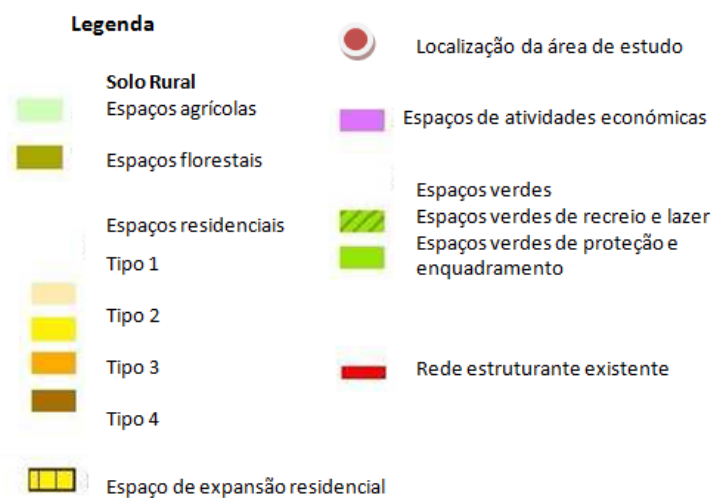 Legenda
Solo Rural
Espaços agrícolas
Espaços florestais
Espaços residenciais
Tipo 1
Tipo 2
Tipo 3
Tipo 4
Espaço de expansão residencial
Localização da área de estudo
Espaços de atividades económicas
Espaços verdes
Espaços verdes de recreio e lazer
Espaços verdes de proteção e
enquadramento
Rede estruturante existente